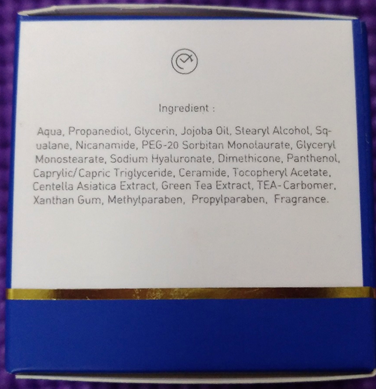 Ingredient :
Aqua, Propanediol, Glycerin, Jojoba Oil, Stearyl Alcohol, Sq-
ualane, Nicanamide, PEG-20 Sorbitan Monolaurate, Glyceryl
Monostearate, Sodium Hyaluronale, Dimethicone, Panthenol,
Caprylic/Capric Triglyceride, Ceramide, Tocopheryl Acetate,
Centella Asiatica Extract, Green Tea Extract, TEA-Carbomer,
Xanthan Gum, Methylparaben, Propylparaben, Fragrance.